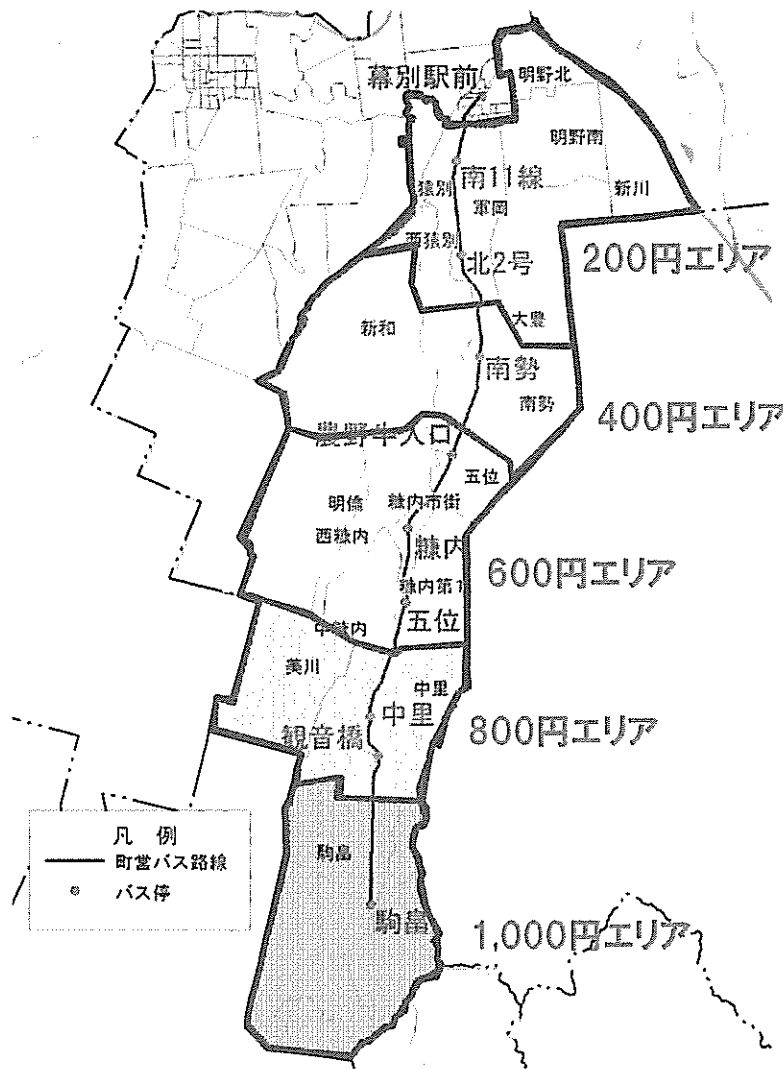 幕別駅前
明野北
明野南
猿別
南11線
新川
軍岡
西猿別
北2号
200円エリア
新和
大豊
南勢
南勢
400円エリア
農野牛入口
五位
明倫
糠内市街
西糠内
糠内
600円エリア
糠内第1
五位
中糠内
美川
中里
中里
800円エリア
観音橋
凡例
町営バス路線
バス停
駒畠
駒畠
1,000円エリア